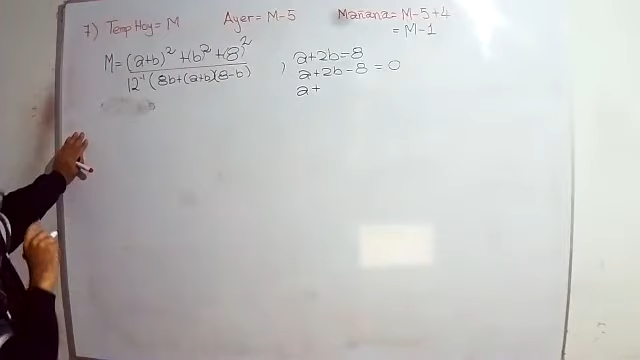 7) Temp Hoy = M Ayer = M-5 Mañana = M-5+4
= M-1
M = (a+b)² + (b² + 8)²
12⁻¹ (8b+(a+b)(8-b)
, a+2b=8
a+2b-8 = 0
a+